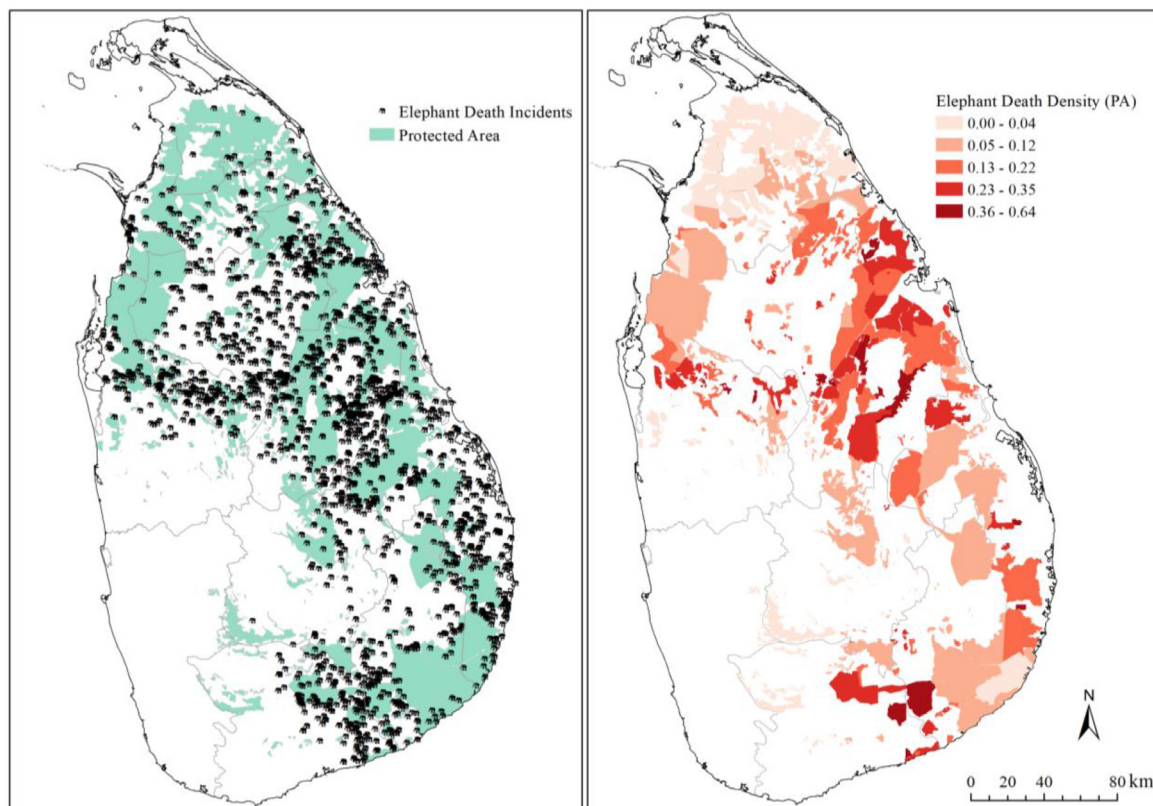 Elephant Death Incidents
Protected Area
Elephant Death Density (PA)
0.00 - 0.04
0.05 - 0.12
0.13 - 0.22
0.23 - 0.35
0.36 - 0.64
N
0 20 40 80 km